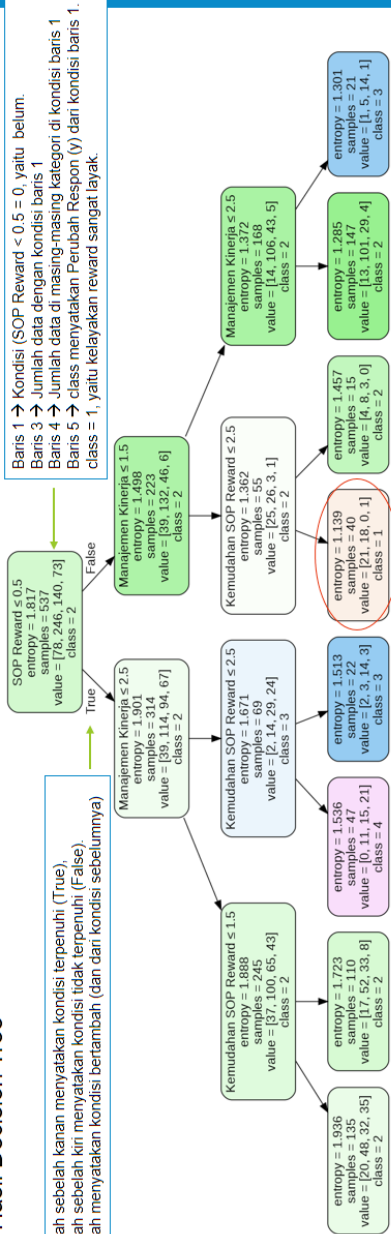 Hasil Decision Tree
Baris 1 → Kondisi (SOP Reward < 0.5 = 0, yaitu belum.
Baris 3 → Jumlah data dengan kondisi baris 1
Baris 4 → Jumlah data di masing-masing kategori di kondisi baris 1
Baris 5 → class menyatakan Perubah Respon (y) dari kondisi baris 1.
class = 1, yaitu kelayakan reward sangat layak.
ah sebelah kanan menyatakan kondisi terpenuhi (True),
ah sebelah kiri menyatakan kondisi tidak terpenuhi (False).
ah menyatakan kondisi bertambah (dan dari kondisi sebelumnya)
SOP Reward ≤ 0.5
entropy = 1.817
samples = 537
value = [78, 246, 140, 73]
class = 2
True
False
Manajemen Kinerja ≤ 2.5
entropy = 1.901
samples = 314
value = [39, 114, 94, 67]
class = 2
Manajemen Kinerja ≤ 1.5
entropy = 1.498
samples = 223
value = [39, 132, 46, 6]
class = 2
Kemudahan SOP Reward ≤ 1.5
entropy = 1.888
samples = 245
value = [37, 100, 65, 43]
class = 2
Kemudahan SOP Reward ≤ 2.5
entropy = 1.671
samples = 69
value = [2, 14, 29, 24]
class = 3
Kemudahan SOP Reward ≤ 2.5
entropy = 1.362
samples = 55
value = [25, 26, 3, 1]
class = 2
Manajemen Kinerja ≤ 2.5
entropy = 1.372
samples = 168
value = [14, 106, 43, 5]
class = 2
entropy = 1.936
samples = 135
value = [20, 48, 32, 35]
class = 2
entropy = 1.723
samples = 110
value = [17, 52, 33, 8]
class = 2
entropy = 1.536
samples = 47
value = [0, 11, 15, 21]
class = 4
entropy = 1.513
samples = 22
value = [2, 3, 14, 3]
class = 3
entropy = 1.139
samples = 40
value = [21, 18, 0, 1]
class = 1
entropy = 1.457
samples = 15
value = [4, 8, 3, 0]
class = 2
entropy = 1.285
samples = 147
value = [13, 101, 29, 4]
class = 2
entropy = 1.301
samples = 21
value = [1, 5, 14, 1]
class = 3